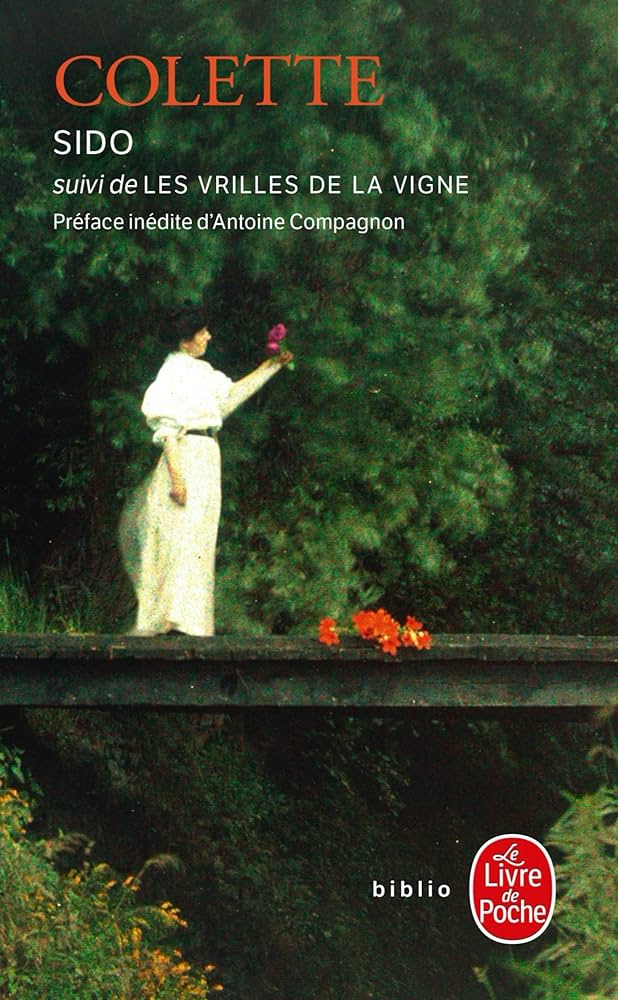 COLETTE
SIDO
suivi de LES VRILLES DE LA VIGNE
Préface inédite d'Antoine Compagnon
biblio
Le
Livre
de
Poche